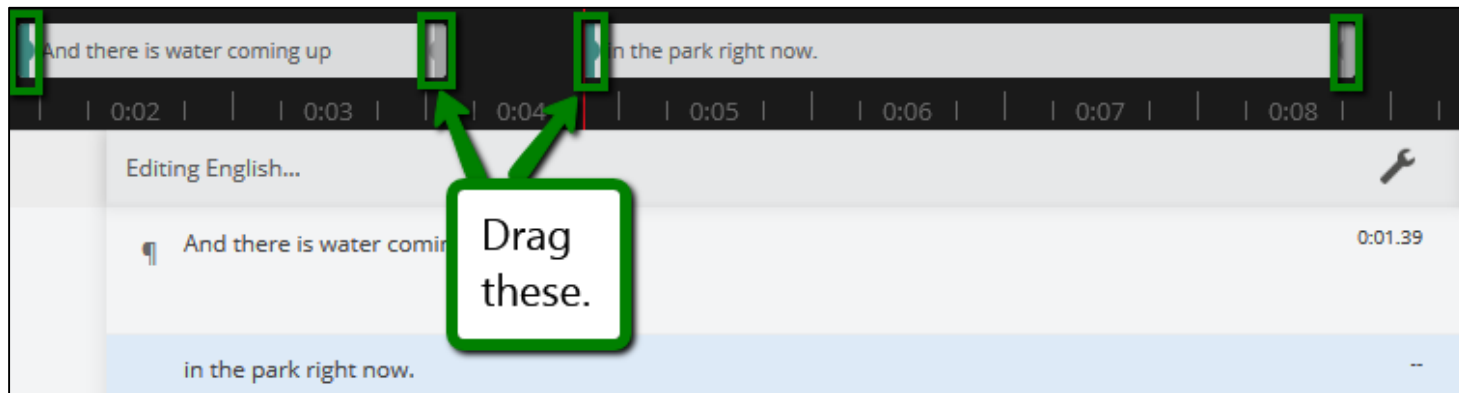 And there is water coming up in the park right now.
0:02 0:03 0:04 0:05 0:06 0:07 0:08
Editing English...
¶ And there is water comin 0:01.39
Drag
these.
in the park right now. --